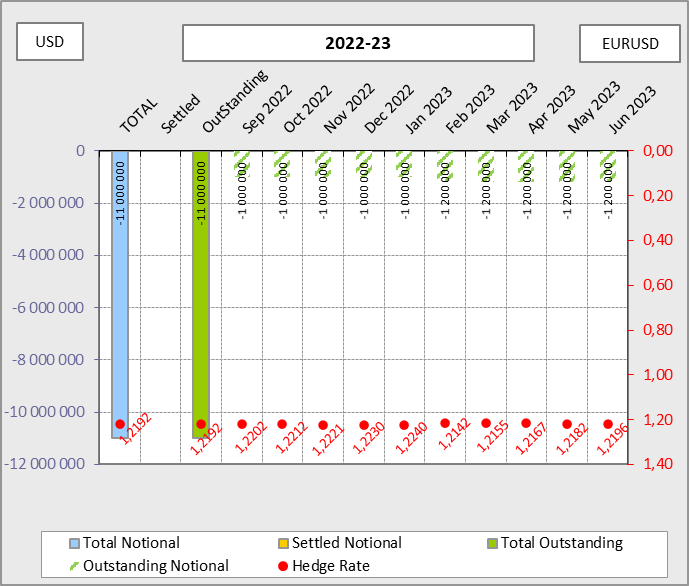 USD
2022-23
EURUSD
TOTAL
Settled
OutStanding
Sep 2022
Oct 2022
Nov 2022
Dec 2022
Jan 2023
Feb 2023
Mar 2023
Apr 2023
May 2023
Jun 2023
0
-2 000 000
-4 000 000
-6 000 000
-8 000 000
-10 000 000
-12 000 000
-11 000 000
-11 000 000
-1 000 000
-1 000 000
-1 000 000
-1 000 000
-1 000 000
-1 200 000
-1 200 000
-1 200 000
-1 200 000
-1 200 000
0,00
0,20
0,40
0,60
0,80
1,00
1,20
1,40
1,2192
1,2192
1,2202
1,2212
1,2221
1,2230
1,2240
1,2142
1,2155
1,2167
1,2182
1,2196
Total Notional
Settled Notional
Total Outstanding
Outstanding Notional
Hedge Rate